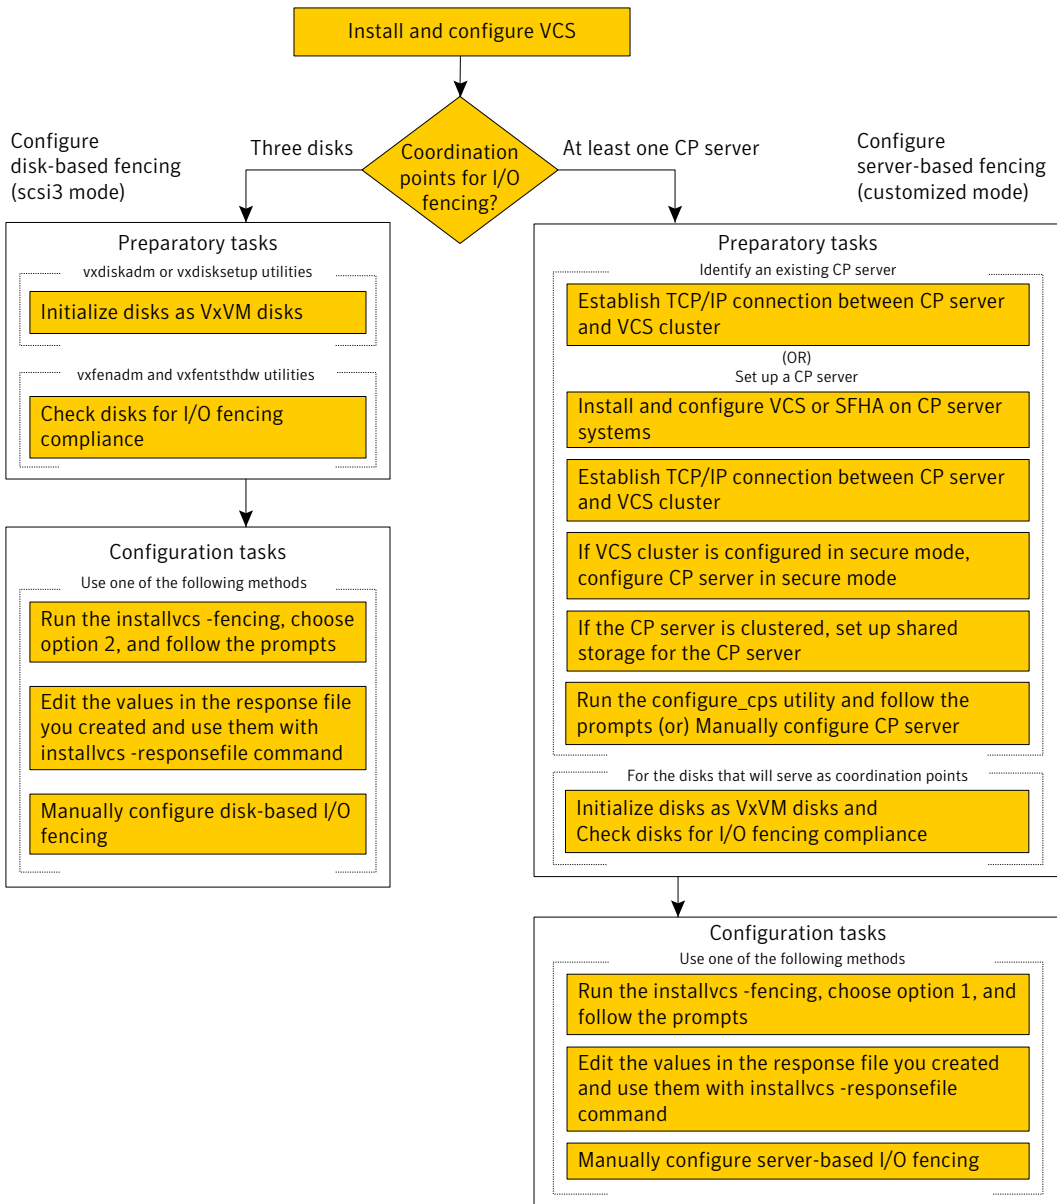 Install and configure VCS
Configure
disk-based fencing
(scsi3 mode)
Three disks
Coordination
points for I/O
fencing?
At least one CP server
Configure
server-based fencing
(customized mode)
Preparatory tasks
vxdiskadm or vxdisksetup utilities
Initialize disks as VxVM disks
vxfenadm and vxfentsthdw utilities
Check disks for I/O fencing
compliance
Configuration tasks
Use one of the following methods
Run the installvcs -fencing, choose
option 2, and follow the prompts
Edit the values in the response file
you created and use them with
installvcs -responsefile command
Manually configure disk-based I/O
fencing
Preparatory tasks
Identify an existing CP server
Establish TCP/IP connection between CP server
and VCS cluster
(OR)
Set up a CP server
Install and configure VCS or SFHA on CP server
systems
Establish TCP/IP connection between CP server
and VCS cluster
If VCS cluster is configured in secure mode,
configure CP server in secure mode
If the CP server is clustered, set up shared
storage for the CP server
Run the configure_cps utility and follow the
prompts (or) Manually configure CP server
For the disks that will serve as coordination points
Initialize disks as VxVM disks and
Check disks for I/O fencing compliance
Configuration tasks
Use one of the following methods
Run the installvcs -fencing, choose option 1, and
follow the prompts
Edit the values in the response file you created
and use them with installvcs -responsefile
command
Manually configure server-based I/O fencing